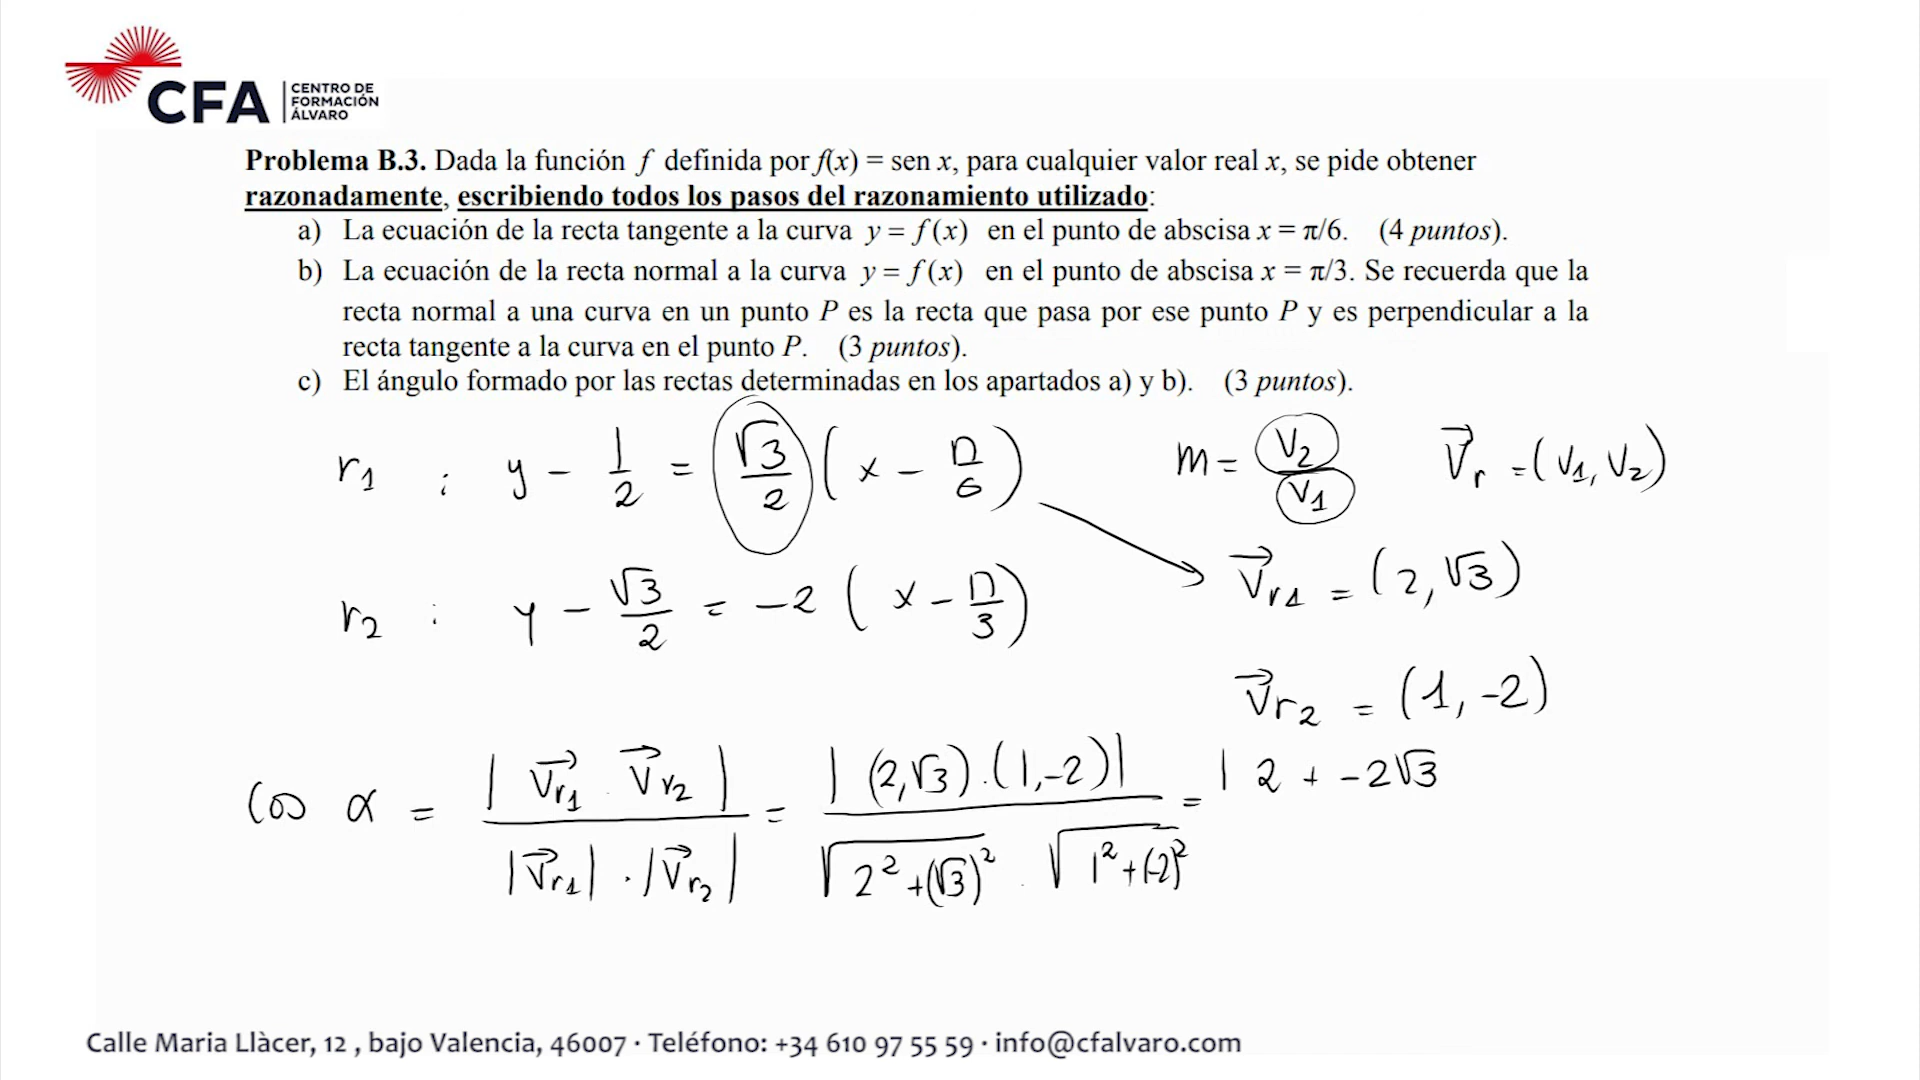 CFA
CENTRO DE
FORMACIÓN
ÁLVARO
Problema B.3. Dada la función f definida por f(x) = sen x, para cualquier valor real x, se pide obtener
razonadamente, escribiendo todos los pasos del razonamiento utilizado:
a) La ecuación de la recta tangente a la curva y = f(x) en el punto de abscisa x = π/6. (4 puntos).
b) La ecuación de la recta normal a la curva y = f(x) en el punto de abscisa x = π/3. Se recuerda que la
recta normal a una curva en un punto P es la recta que pasa por ese punto P y es perpendicular a la
recta tangente a la curva en el punto P. (3 puntos).
c) El ángulo formado por las rectas determinadas en los apartados a) y b). (3 puntos).
r₁ : y - 1/2 = √3/2 (x - π/6)
m = V₂/V₁ V⃗r = (V₁, V₂)
V⃗r₁ = (2, √3)
r₂ : y - √3/2 = -2 (x - π/3)
V⃗r₂ = (1, -2)
Cos α = |V⃗r₁ · V⃗r₂| / |V⃗r₁| · |V⃗r₂| = |(2,√3)·(1,-2)| / √(2²+(√3)²) · √(1²+(-2)²) = | 2 + -2√3
Calle Maria Llàcer, 12 , bajo Valencia, 46007 · Teléfono: +34 610 97 55 59 · info@cfalvaro.com